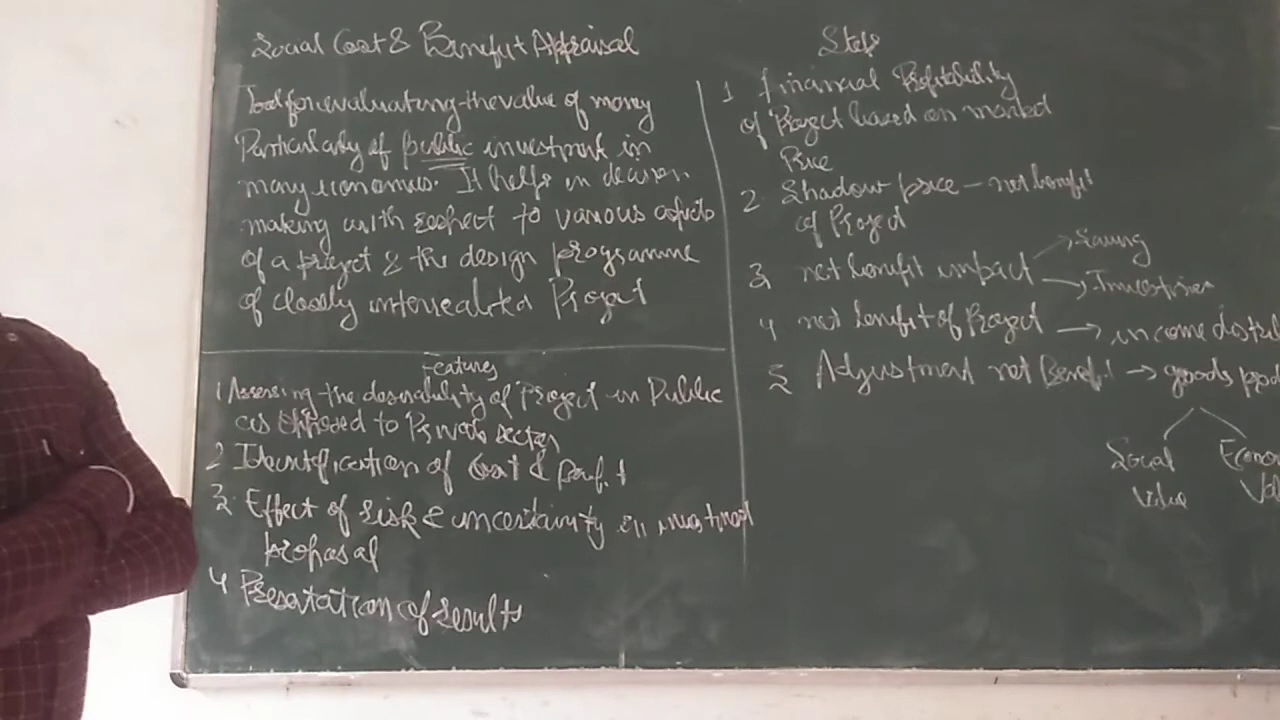 Social Cost & Benefit Appraisal
Tool for evaluating the value of money
Particularly of public investment in
many economies. It helps in decision
making with respect to various aspects
of a project & the design programme
of closely interrelated Project
Features
1 Assessing the desirability of Project in Public
as opposed to Private sector
2 Identification of Cost &
3. Effect of risk & uncertainity in investment
proposal
4 Presentation of results
Steps
1 financial Profitability
of Project based on market
Price
2. Shadow price - net benefit
of Project
3 net benefit impact → Saving
→ Investment
4 net benefit of Project → income distri
5 Adjustment net Benefit → goods prod
Social Econo
Value Val